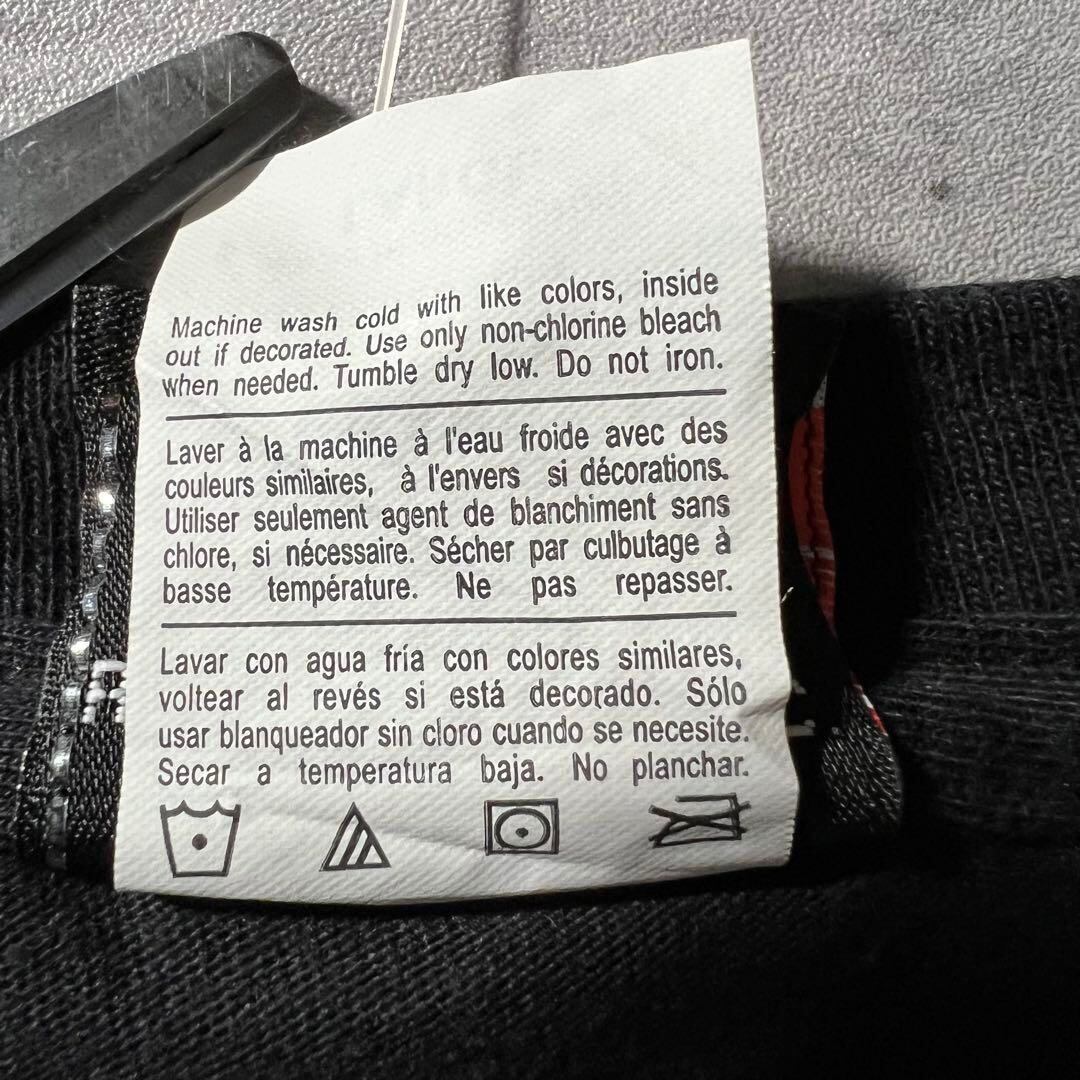 Machine wash cold with like colors, inside
out if decorated. Use only non-chlorine bleach
when needed. Tumble dry low. Do not iron.
Laver à la machine à l'eau froide avec des
couleurs similaires, à l'envers si décorations.
Utiliser seulement agent de blanchiment sans
chlore, si nécessaire. Sécher par culbutage à
basse température. Ne pas repasser.
Lavar con agua fría con colores similares,
voltear al revés si está decorado. Sólo
usar blanqueador sin cloro cuando se necesite.
Secar a temperatura baja. No planchar.